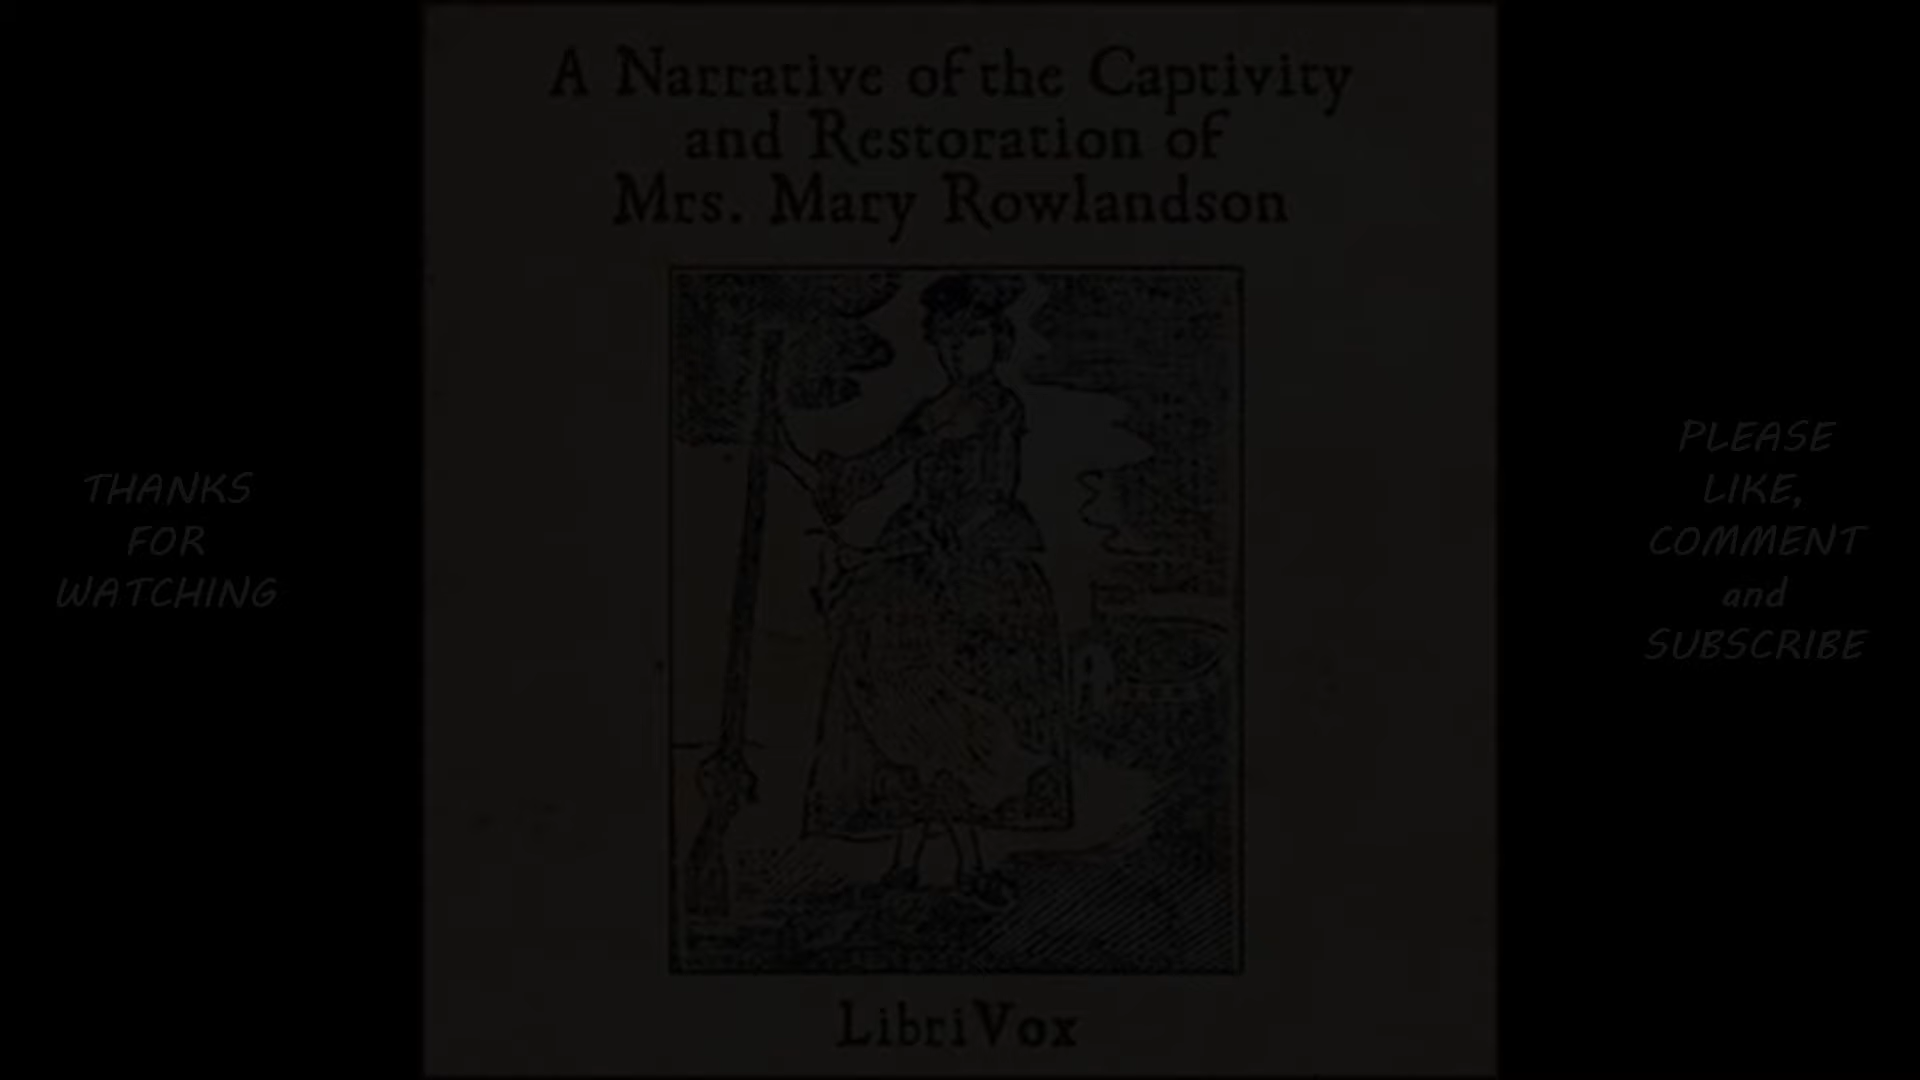 A Narrative of the Captivity
and Restoration of
Mrs. Mary Rowlandson
THANKS
FOR
WATCHING
PLEASE
LIKE,
COMMENT
and
SUBSCRIBE
LibriVox